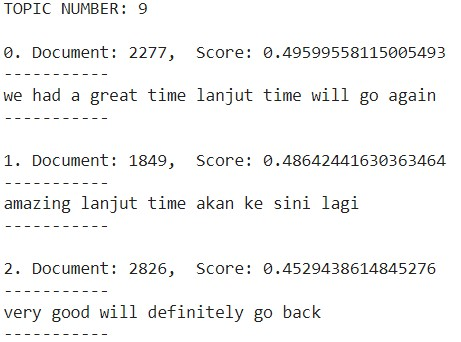 TOPIC NUMBER: 9
0. Document: 2277,  Score: 0.49599558115005493
-----------
we had a great time lanjut time will go again
-----------
1. Document: 1849,  Score: 0.48642441630363464
-----------
amazing lanjut time akan ke sini lagi
-----------
2. Document: 2826,  Score: 0.4529438614845276
-----------
very good will definitely go back
-----------